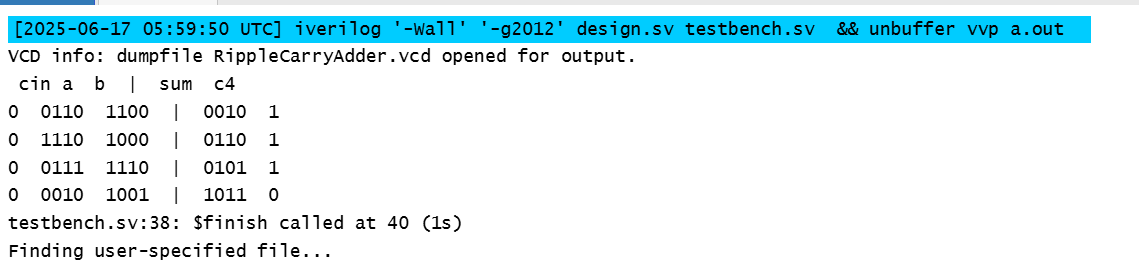 [2025-06-17 05:59:50 UTC] iverilog '-Wall' '-g2012' design.sv testbench.sv  && unbuffer vvp a.out
VCD info: dumpfile RippleCarryAdder.vcd opened for output.
 cin a  b  |  sum  c4
0  0110  1100  |  0010  1
0  1110  1000  |  0110  1
0  0111  1110  |  0101  1
0  0010  1001  |  1011  0
testbench.sv:38: $finish called at 40 (1s)
Finding user-specified file...